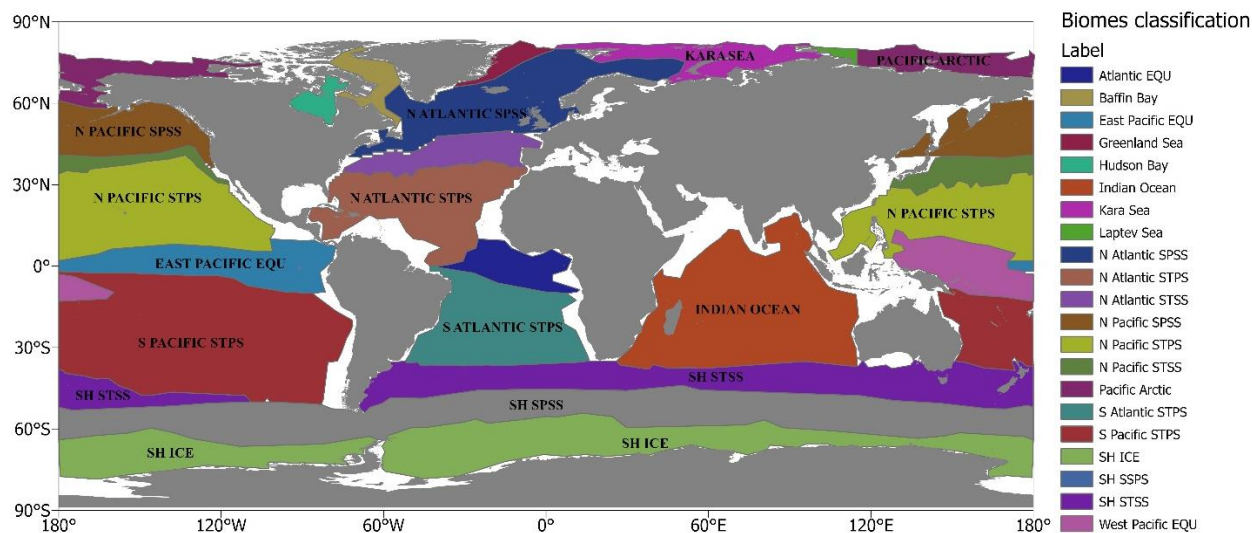 Biomes classification
Label
Atlantic EQU
Baffin Bay
East Pacific EQU
Greenland Sea
Hudson Bay
Indian Ocean
Kara Sea
Laptev Sea
N Atlantic SPSS
N Atlantic STPS
N Atlantic STSS
N Pacific SPSS
N Pacific STPS
N Pacific STSS
Pacific Arctic
S Atlantic STPS
S Pacific STPS
SH ICE
SH SSPS
SH STSS
West Pacific EQU
90°N
60°N
30°N
0°
30°S
60°S
90°S
180°
120°W
60°W
0°
60°E
120°E
180°
KARA SEA
PACIFIC ARCTIC
N ATLANTIC SPSS
N PACIFIC SPSS
N PACIFIC STPS
N ATLANTIC STPS
N PACIFIC STPS
EAST PACIFIC EQU
INDIAN OCEAN
S ATLANTIC STPS
S PACIFIC STPS
SH STSS
SH STSS
SH SPSS
SH ICE
SH ICE